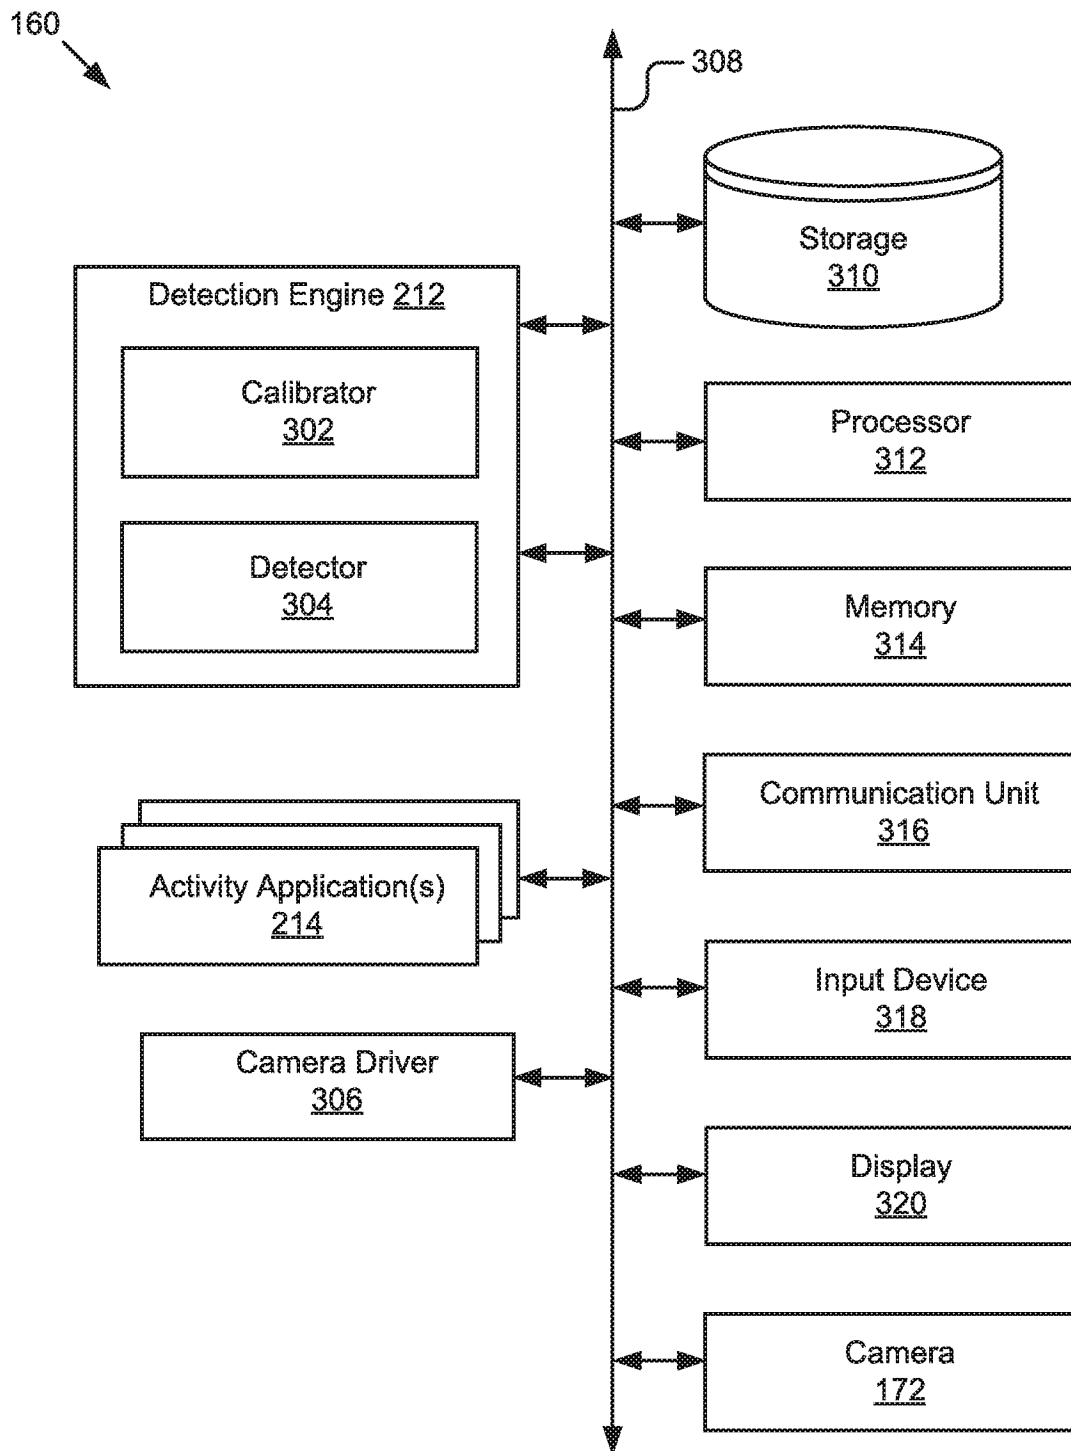 160
308
Storage
310
Detection Engine 212
Calibrator
302
Processor
312
Detector
304
Memory
314
Communication Unit
316
Activity Application(s)
214
Input Device
318
Camera Driver
306
Display
320
Camera
172